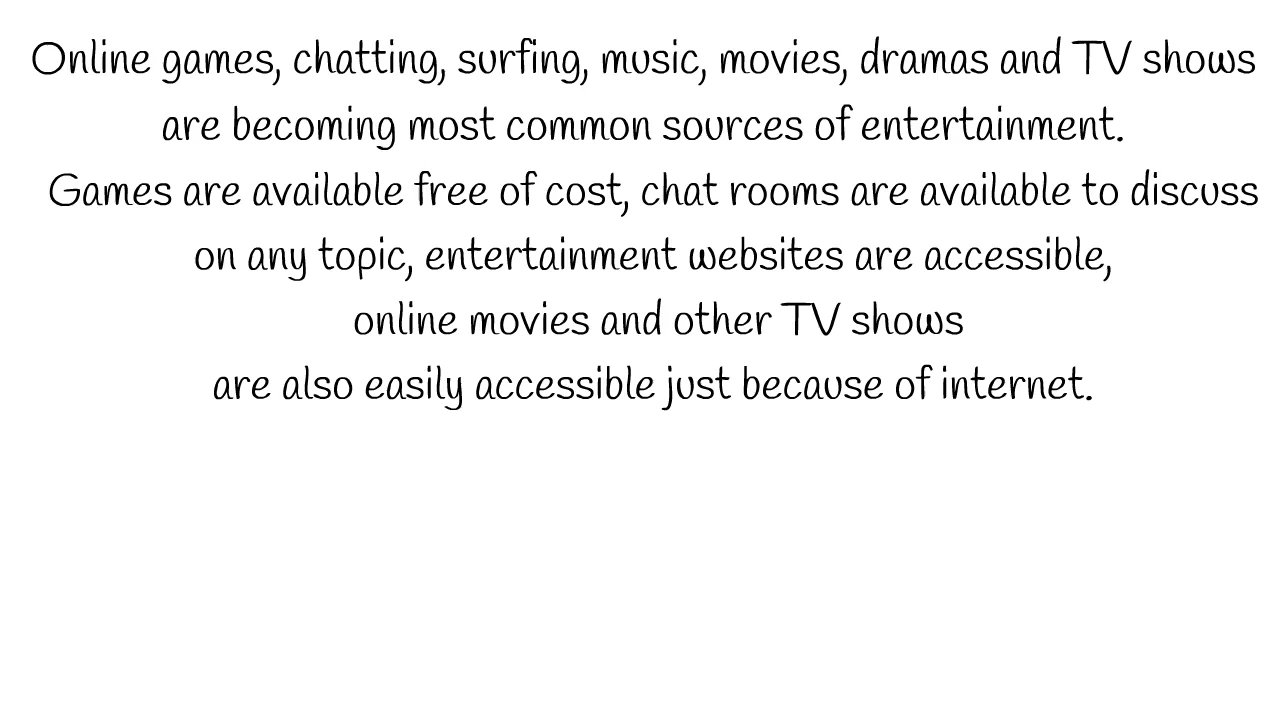 Online games, chatting, surfing, music, movies, dramas and TV shows
are becoming most common sources of entertainment.
Games are available free of cost, chat rooms are available to discuss
on any topic, entertainment websites are accessible,
online movies and other TV shows
are also easily accessible just because of internet.